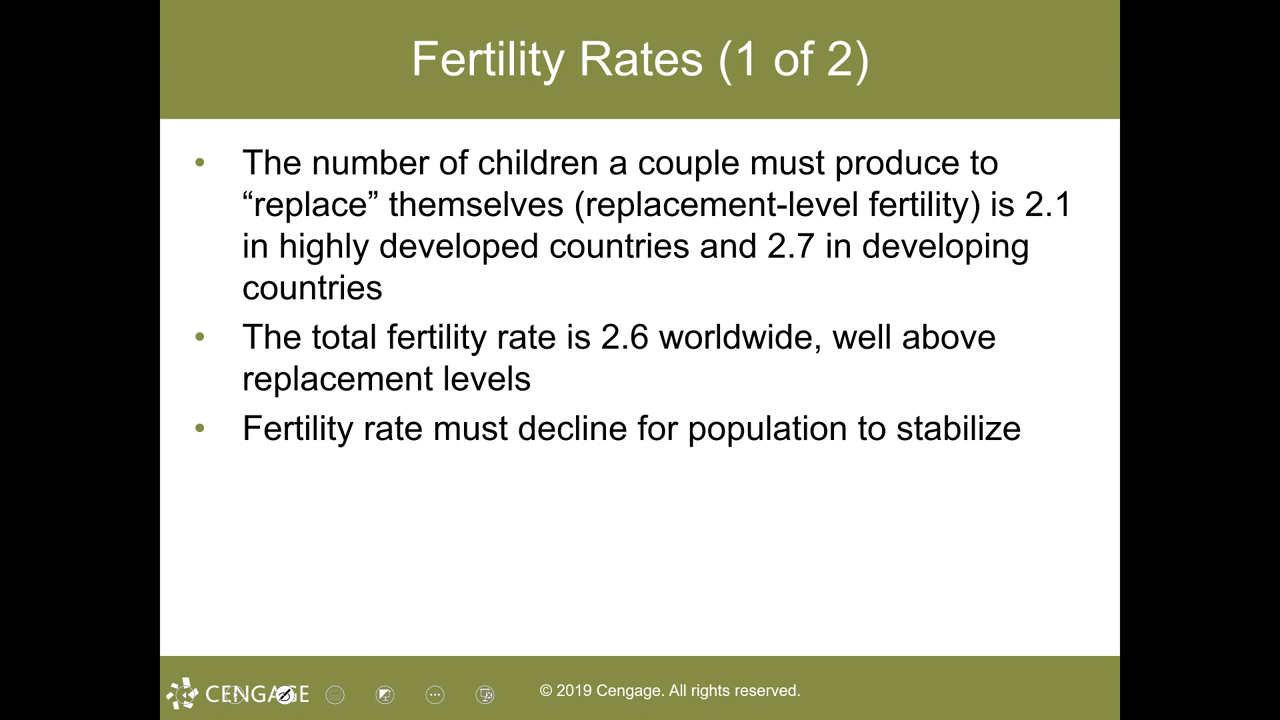 Fertility Rates (1 of 2)
• The number of children a couple must produce to
“replace” themselves (replacement-level fertility) is 2.1
in highly developed countries and 2.7 in developing
countries
• The total fertility rate is 2.6 worldwide, well above
replacement levels
• Fertility rate must decline for population to stabilize
CENGAGE
© 2019 Cengage. All rights reserved.